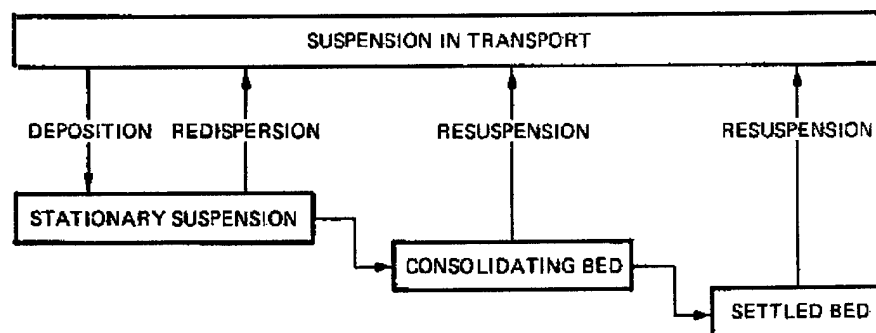 SUSPENSION IN TRANSPORT
DEPOSITION REDISPERSION RESUSPENSION RESUSPENSION
STATIONARY SUSPENSION
CONSOLIDATING BED
SETTLED BED